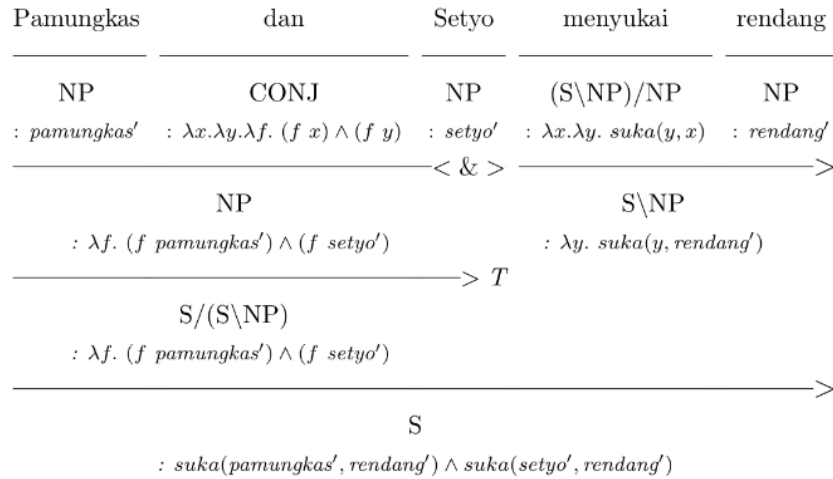 Pamungkas dan Setyo menyukai rendang
NP CONJ NP (S\NP)/NP NP
: pamungkas′ : λx.λy.λf. (f x) ∧ (f y) : setyo′ : λx.λy. suka(y, x) : rendang′
< & > >
NP S\NP
: λf. (f pamungkas′) ∧ (f setyo′) : λy. suka(y, rendang′)
> T
S/(S\NP)
: λf. (f pamungkas′) ∧ (f setyo′)
>
S
: suka(pamungkas′, rendang′) ∧ suka(setyo′, rendang′)